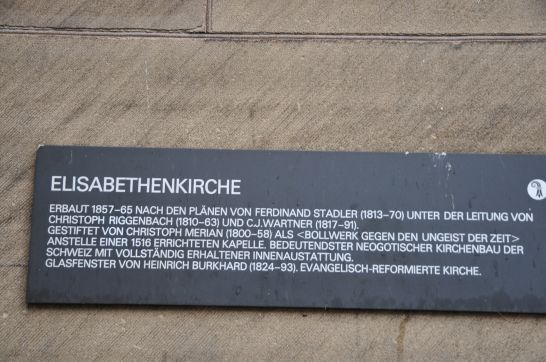 ELISABETHENKIRCHE
ERBAUT 1857–65 NACH DEN PLÄNEN VON FERDINAND STADLER (1813–70) UNTER DER LEITUNG VON
CHRISTOPH RIGGENBACH (1810–63) UND C.J.WARTNER (1817–91).
GESTIFTET VON CHRISTOPH MERIAN (1800–58) ALS <BOLLWERK GEGEN DEN UNGEIST DER ZEIT>
ANSTELLE EINER 1516 ERRICHTETEN KAPELLE. BEDEUTENDSTER NEOGOTISCHER KIRCHENBAU DER
SCHWEIZ MIT VOLLSTÄNDIG ERHALTENER INNENAUSTATTUNG.
GLASFENSTER VON HEINRICH BURKHARD (1824–93). EVANGELISCH-REFORMIERTE KIRCHE.